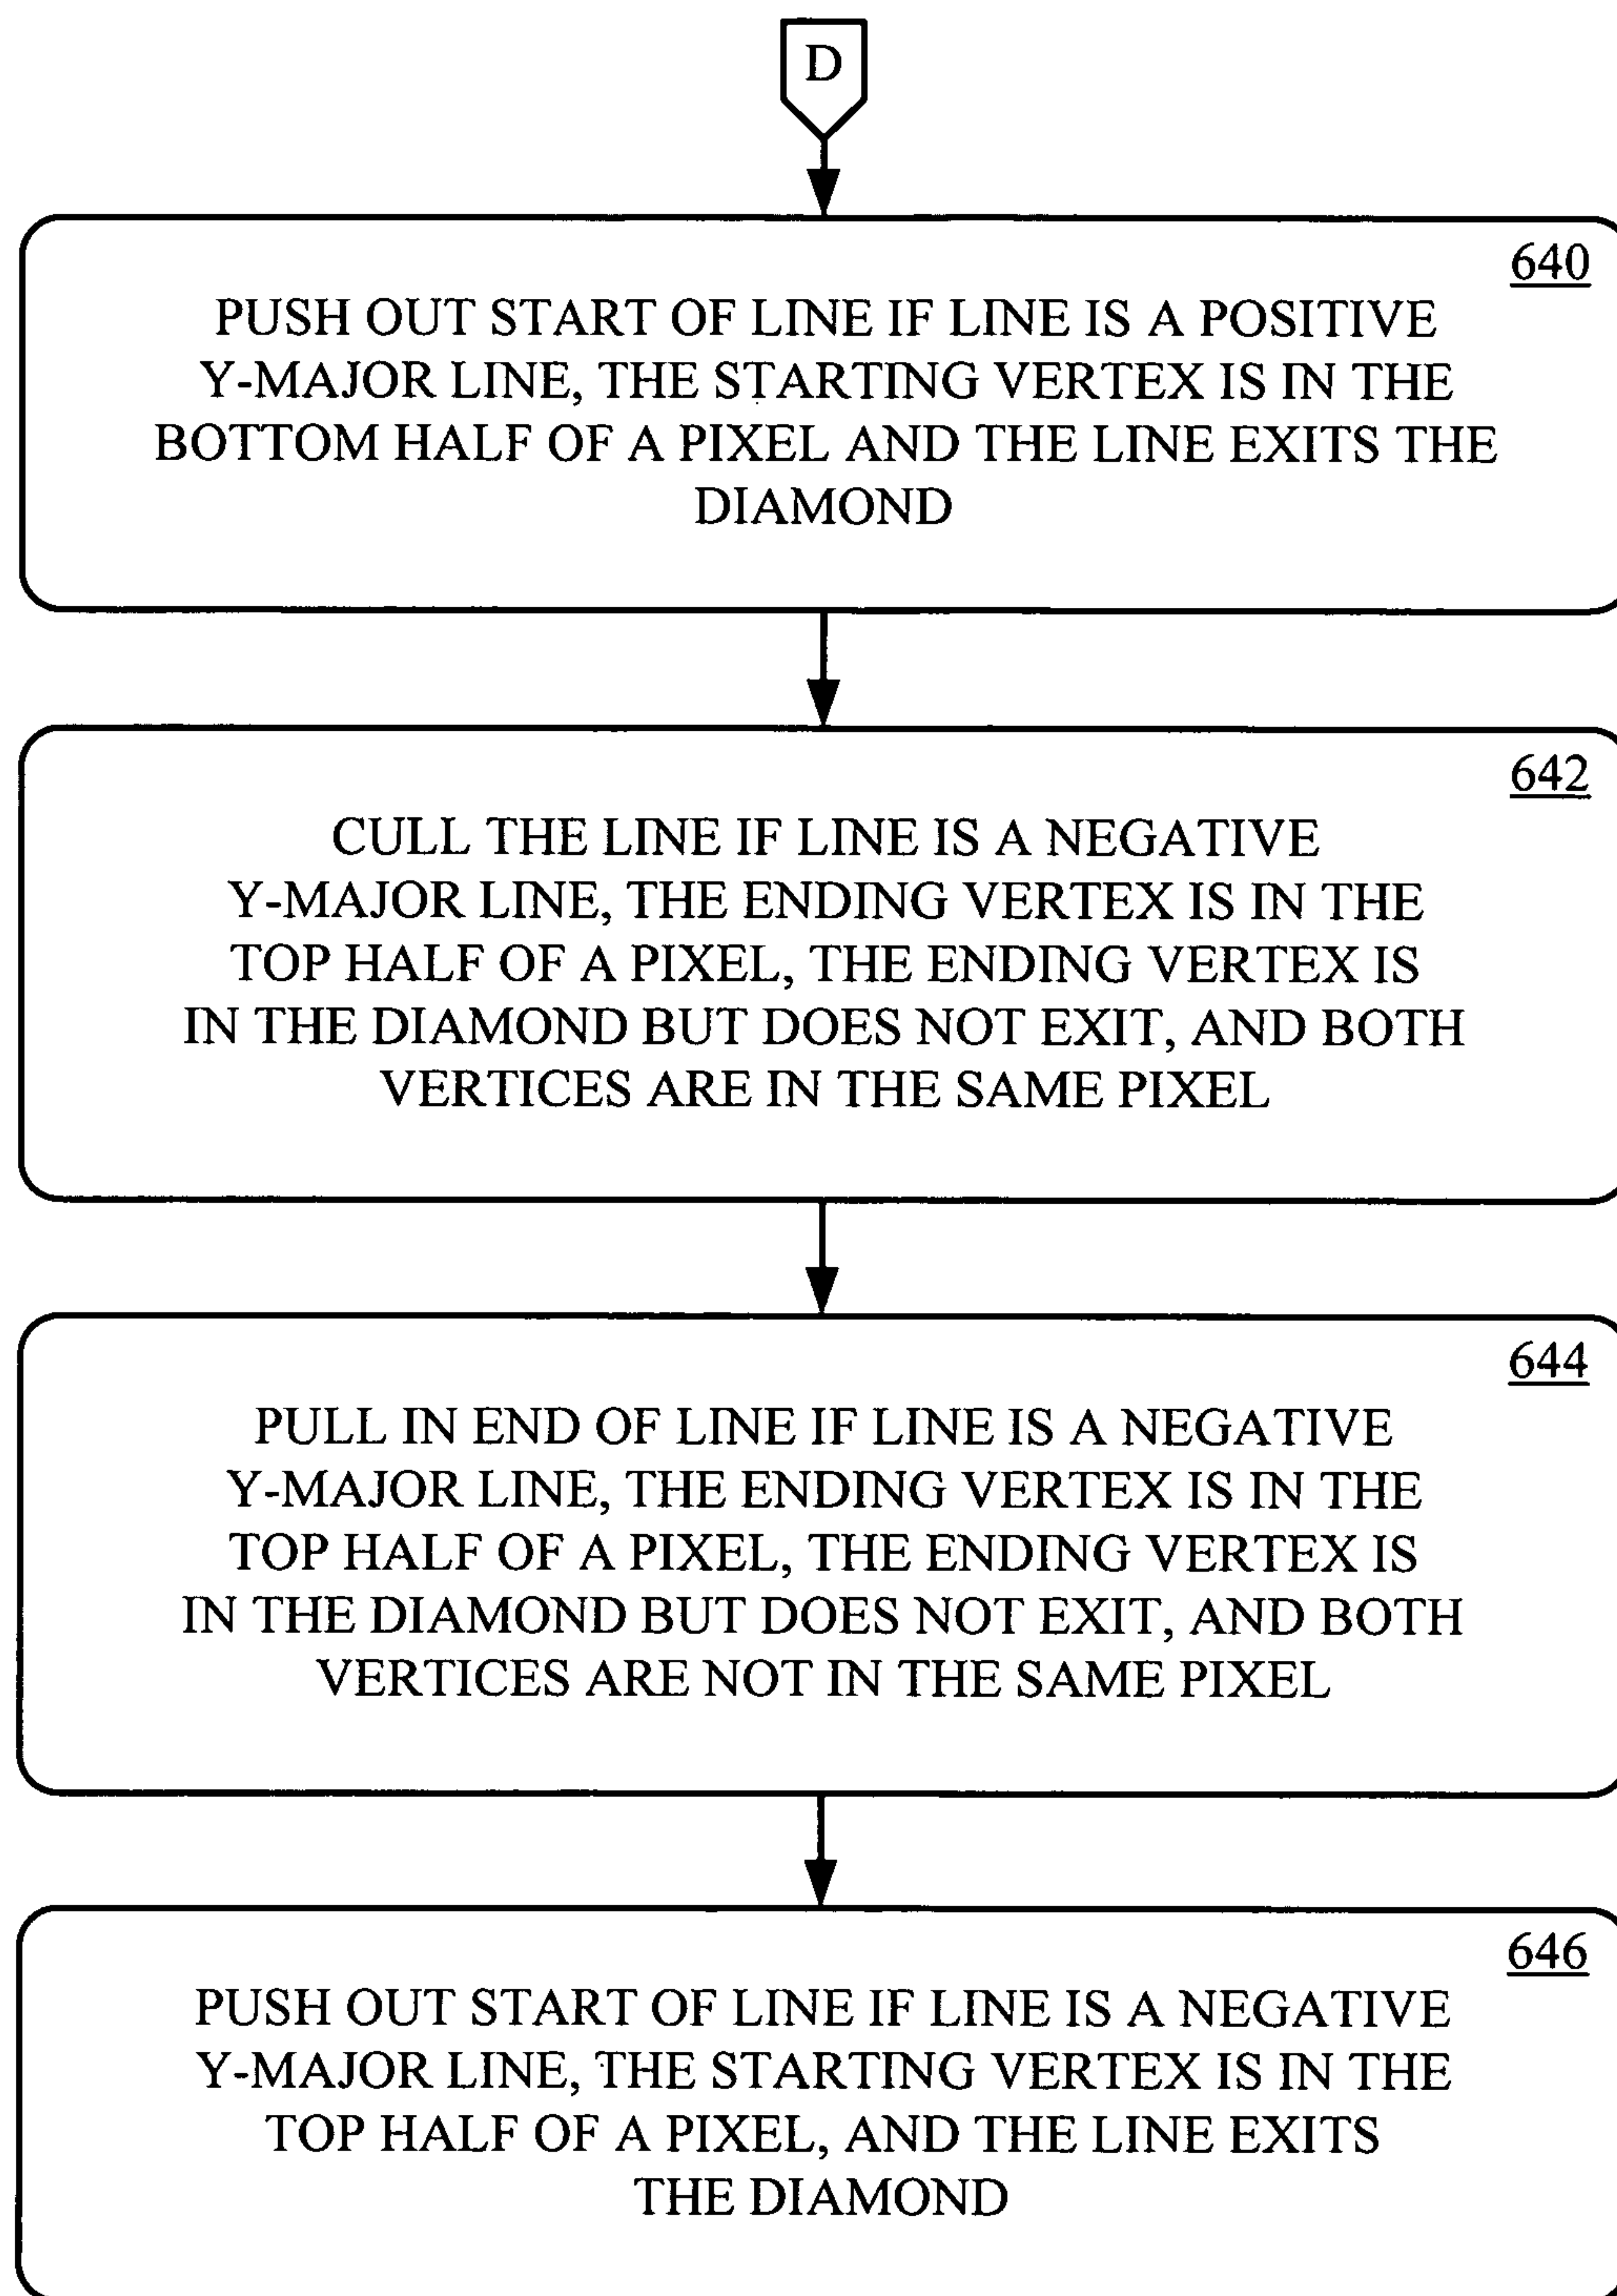 D
640
PUSH OUT START OF LINE IF LINE IS A POSITIVE
Y-MAJOR LINE, THE STARTING VERTEX IS IN THE
BOTTOM HALF OF A PIXEL AND THE LINE EXITS THE
DIAMOND
642
CULL THE LINE IF LINE IS A NEGATIVE
Y-MAJOR LINE, THE ENDING VERTEX IS IN THE
TOP HALF OF A PIXEL, THE ENDING VERTEX IS
IN THE DIAMOND BUT DOES NOT EXIT, AND BOTH
VERTICES ARE IN THE SAME PIXEL
644
PULL IN END OF LINE IF LINE IS A NEGATIVE
Y-MAJOR LINE, THE ENDING VERTEX IS IN THE
TOP HALF OF A PIXEL, THE ENDING VERTEX IS
IN THE DIAMOND BUT DOES NOT EXIT, AND BOTH
VERTICES ARE NOT IN THE SAME PIXEL
646
PUSH OUT START OF LINE IF LINE IS A NEGATIVE
Y-MAJOR LINE, THE STARTING VERTEX IS IN THE
TOP HALF OF A PIXEL, AND THE LINE EXITS
THE DIAMOND